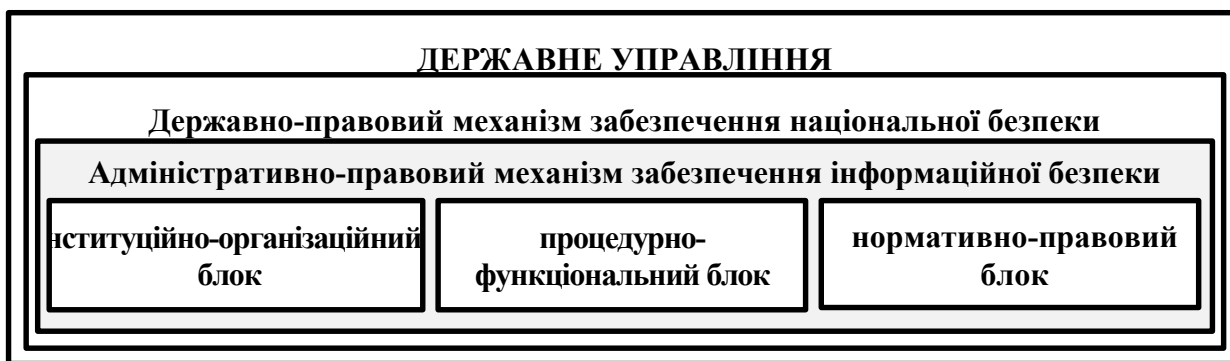 ДЕРЖАВНЕ УПРАВЛІННЯ
Державно-правовий механізм забезпечення національної безпеки
Адміністративно-правовий механізм забезпечення інформаційної безпеки
нституційно-організаційний
блок
процедурно-
функціональний блок
нормативно-правовий
блок